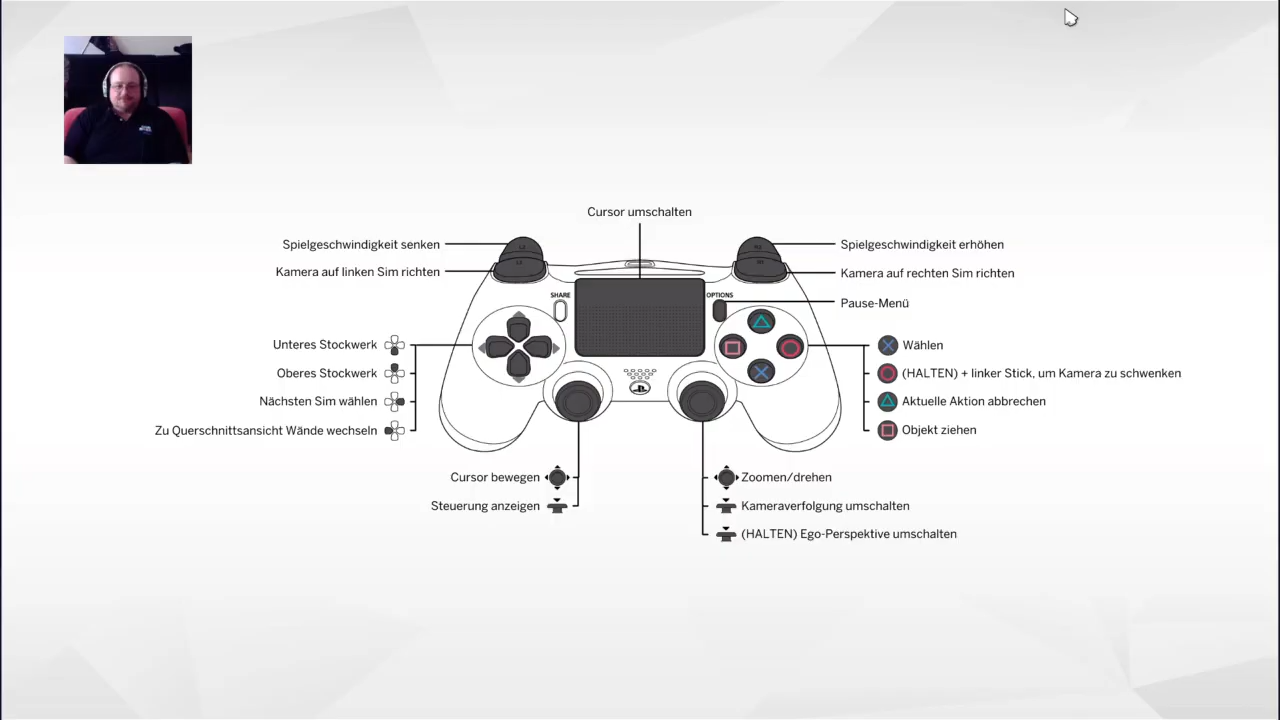 Cursor umschalten
Spielgeschwindigkeit senken
Spielgeschwindigkeit erhöhen
Kamera auf linken Sim richten
Kamera auf rechten Sim richten
SHARE
OPTIONS
Pause-Menü
Unteres Stockwerk
Oberes Stockwerk
Nächsten Sim wählen
Zu Querschnittsansicht Wände wechseln
Wählen
(HALTEN) + linker Stick, um Kamera zu schwenken
Aktuelle Aktion abbrechen
Objekt ziehen
Cursor bewegen
Steuerung anzeigen
Zoomen/drehen
Kameraverfolgung umschalten
(HALTEN) Ego-Perspektive umschalten